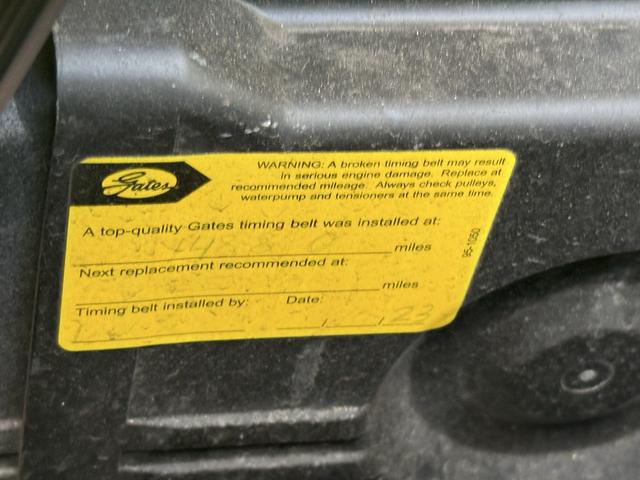 Gates
WARNING: A broken timing belt may result
in serious engine damage. Replace at
recommended mileage. Always check pulleys,
waterpump and tensioners at the same time.
A top-quality Gates timing belt was installed at:
miles
Next replacement recommended at:
miles
Timing belt installed by: Date:
/ / 23
95-1050